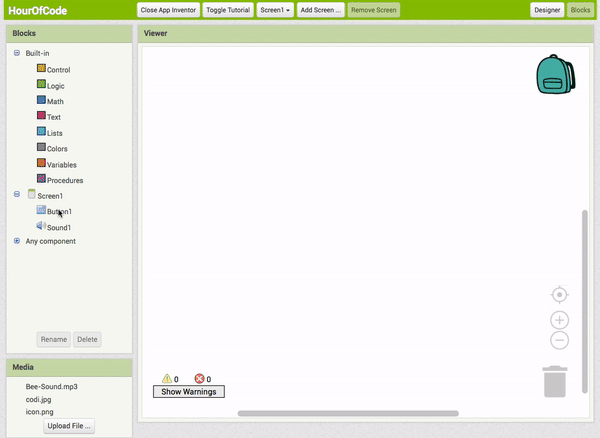 HourOfCode Close App Inventor Toggle Tutorial Screen1 Add Screen ... Remove Screen Designer Blocks
Blocks
Viewer
Built-in
Control
Logic
Math
Text
Lists
Colors
Variables
Procedures
Screen1
Button1
Sound1
Any component
Rename Delete
0 0
Show Warnings
Media
Bee-Sound.mp3
codi.jpg
icon.png
Upload File ...